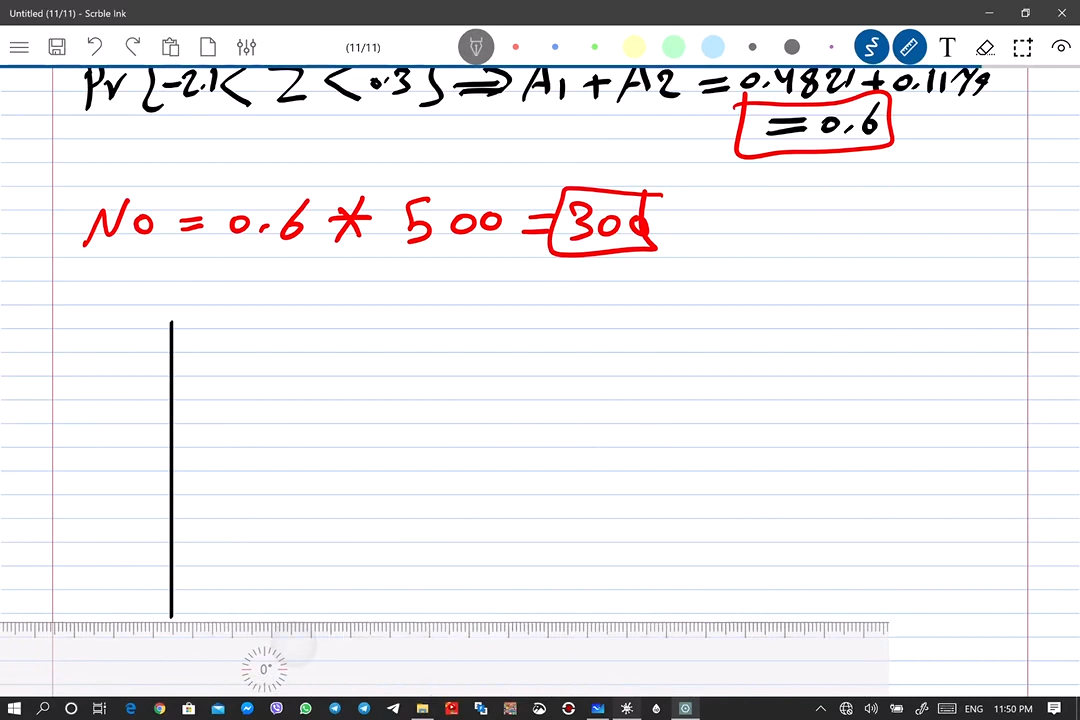 Untitled (11/11) - Scrble Ink
(11/11)
T
Pr {-2.1 < Z < 0.3} ⇒ A1 + A2 = 0.4821 + 0.1179
= 0.6
No = 0.6 * 500 = 300
0°
ENG 11:50 PM